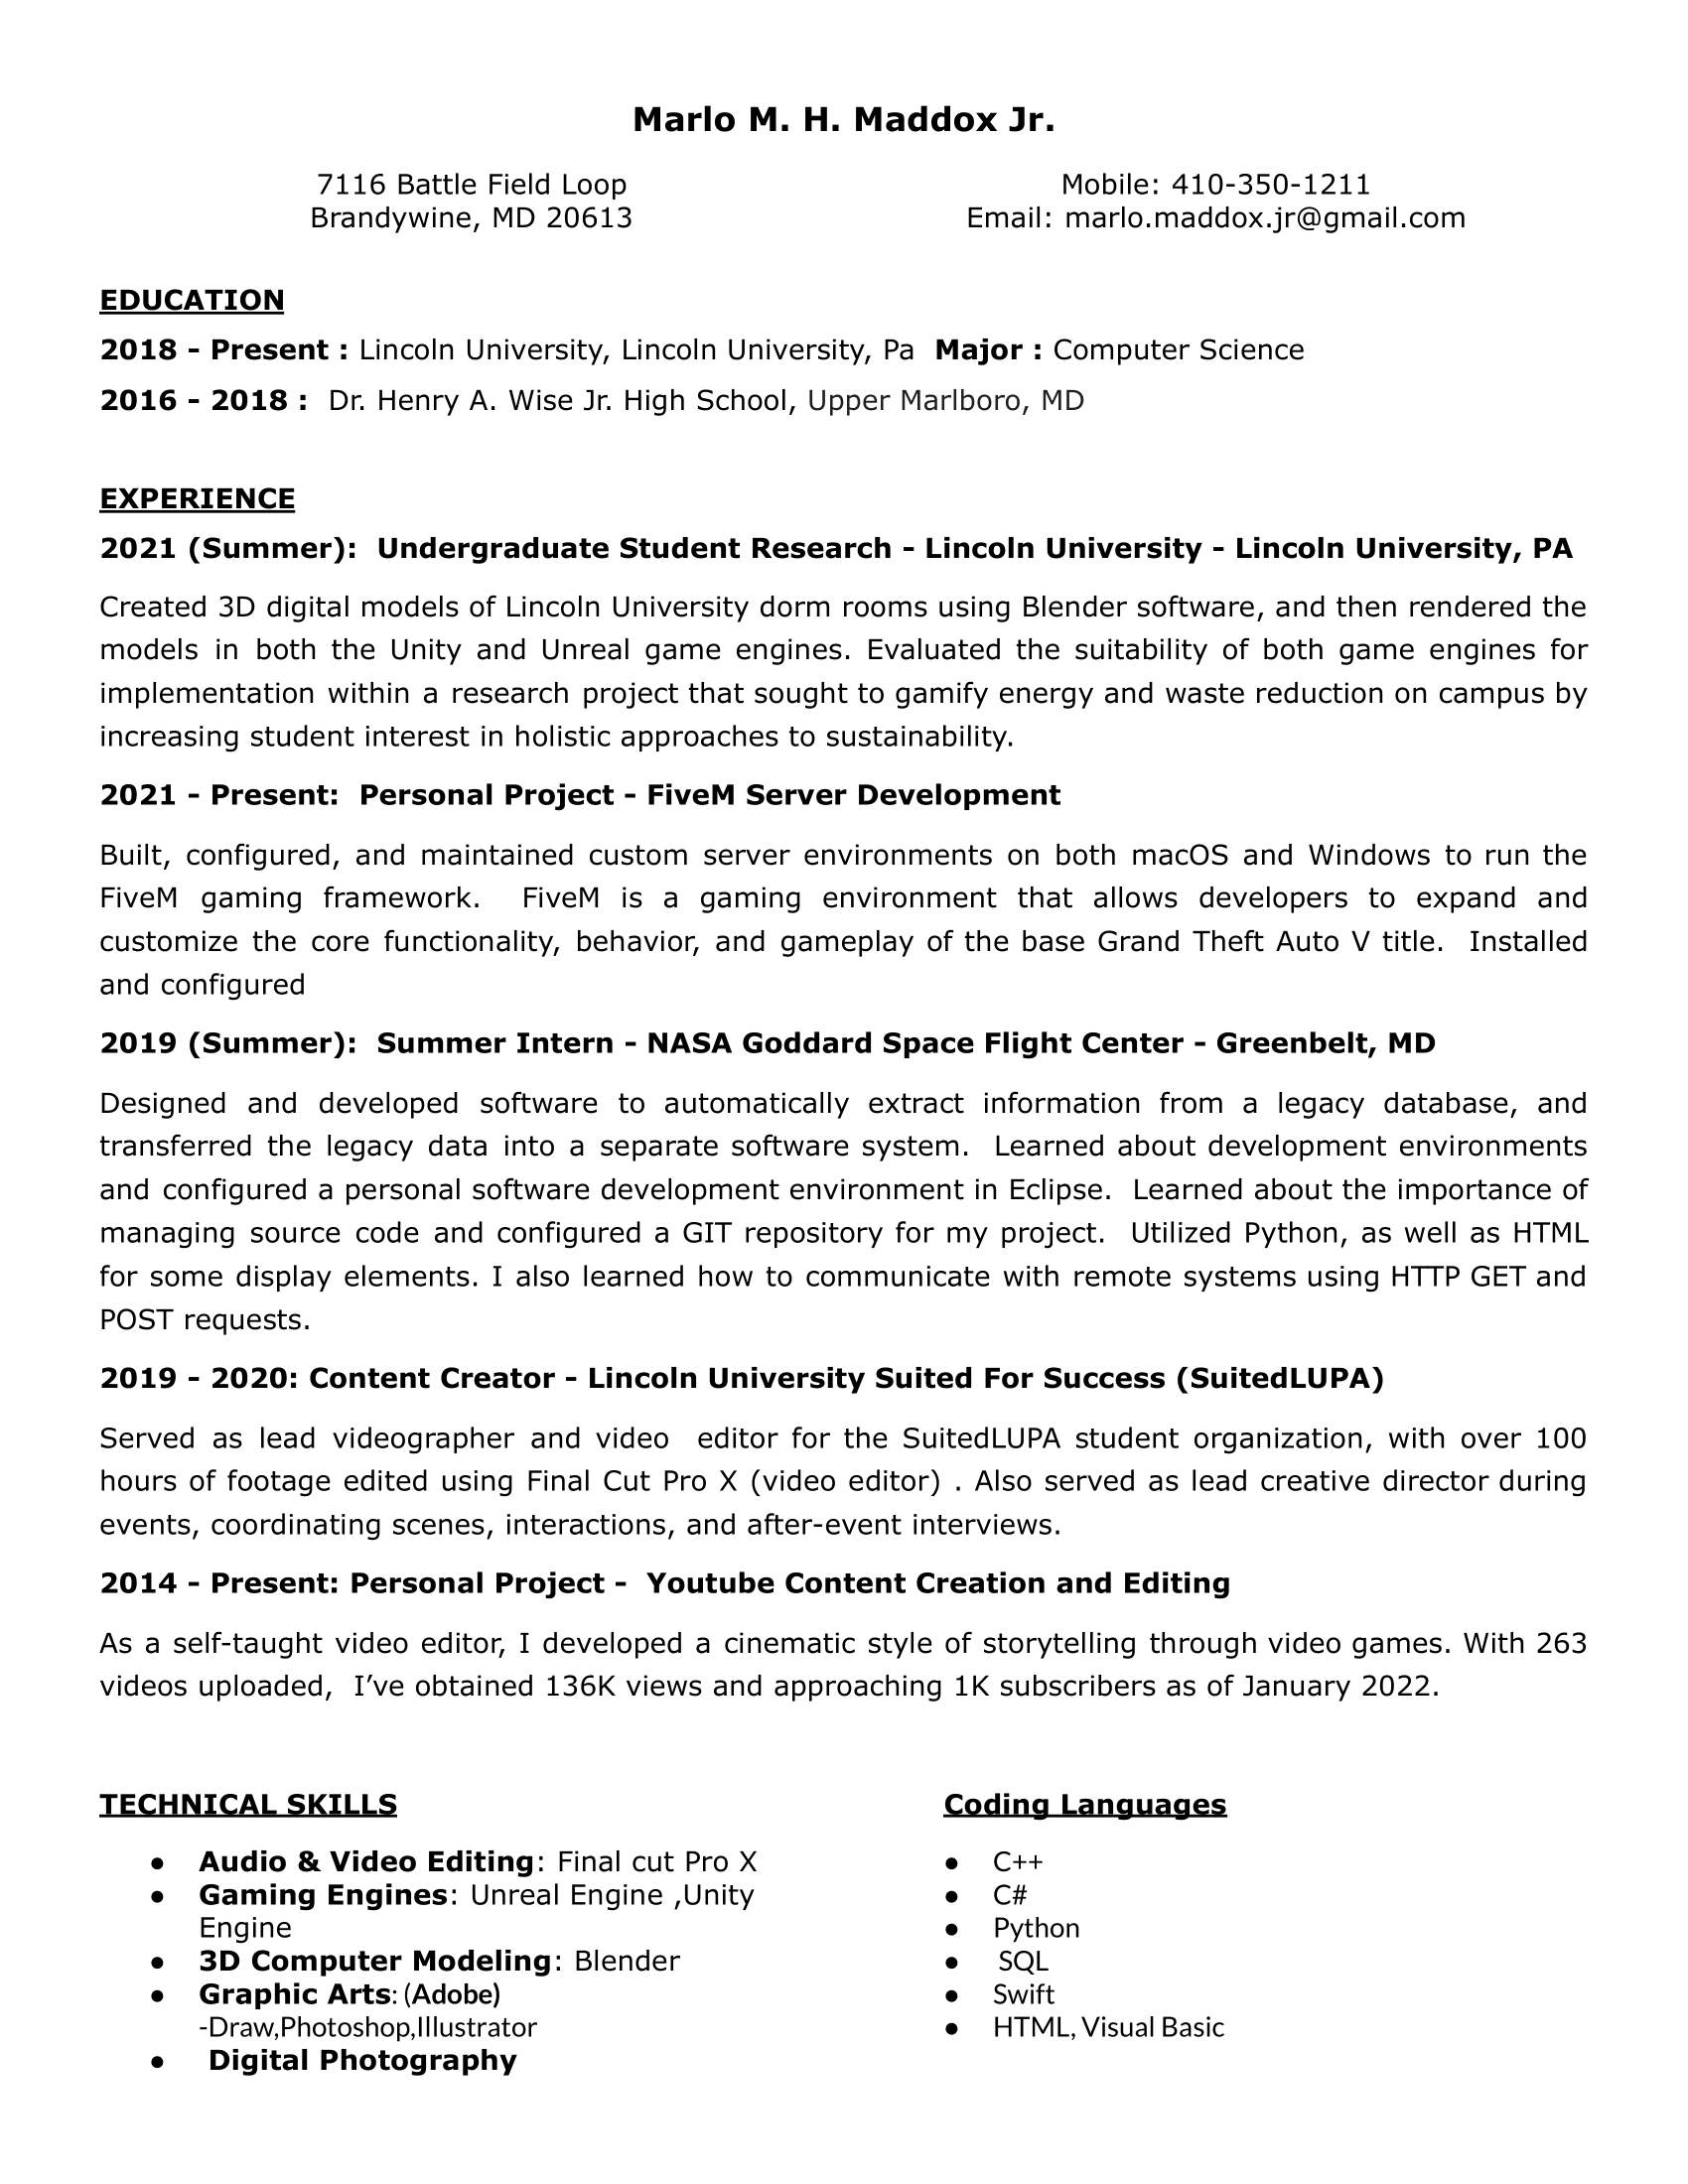 Marlo M. H. Maddox Jr.
7116 Battle Field Loop
Brandywine, MD 20613
Mobile: 410-350-1211
Email: marlo.maddox.jr@gmail.com
EDUCATION
2018 - Present : Lincoln University, Lincoln University, Pa  Major : Computer Science
2016 - 2018 :  Dr. Henry A. Wise Jr. High School, Upper Marlboro, MD
EXPERIENCE
2021 (Summer):  Undergraduate Student Research - Lincoln University - Lincoln University, PA
Created 3D digital models of Lincoln University dorm rooms using Blender software, and then rendered the
models in both the Unity and Unreal game engines. Evaluated the suitability of both game engines for
implementation within a research project that sought to gamify energy and waste reduction on campus by
increasing student interest in holistic approaches to sustainability.
2021 - Present:  Personal Project - FiveM Server Development
Built, configured, and maintained custom server environments on both macOS and Windows to run the
FiveM gaming framework.  FiveM is a gaming environment that allows developers to expand and
customize the core functionality, behavior, and gameplay of the base Grand Theft Auto V title.  Installed
and configured
2019 (Summer):  Summer Intern - NASA Goddard Space Flight Center - Greenbelt, MD
Designed and developed software to automatically extract information from a legacy database, and
transferred the legacy data into a separate software system.  Learned about development environments
and configured a personal software development environment in Eclipse.  Learned about the importance of
managing source code and configured a GIT repository for my project.  Utilized Python, as well as HTML
for some display elements. I also learned how to communicate with remote systems using HTTP GET and
POST requests.
2019 - 2020: Content Creator - Lincoln University Suited For Success (SuitedLUPA)
Served as lead videographer and video  editor for the SuitedLUPA student organization, with over 100
hours of footage edited using Final Cut Pro X (video editor) . Also served as lead creative director during
events, coordinating scenes, interactions, and after-event interviews.
2014 - Present: Personal Project -  Youtube Content Creation and Editing
As a self-taught video editor, I developed a cinematic style of storytelling through video games. With 263
videos uploaded,  I’ve obtained 136K views and approaching 1K subscribers as of January 2022.
TECHNICAL SKILLS
● Audio & Video Editing: Final cut Pro X
● Gaming Engines: Unreal Engine ,Unity
Engine
● 3D Computer Modeling: Blender
● Graphic Arts: (Adobe)
-Draw,Photoshop,Illustrator
● Digital Photography
Coding Languages
● C++
● C#
● Python
● SQL
● Swift
● HTML, Visual Basic